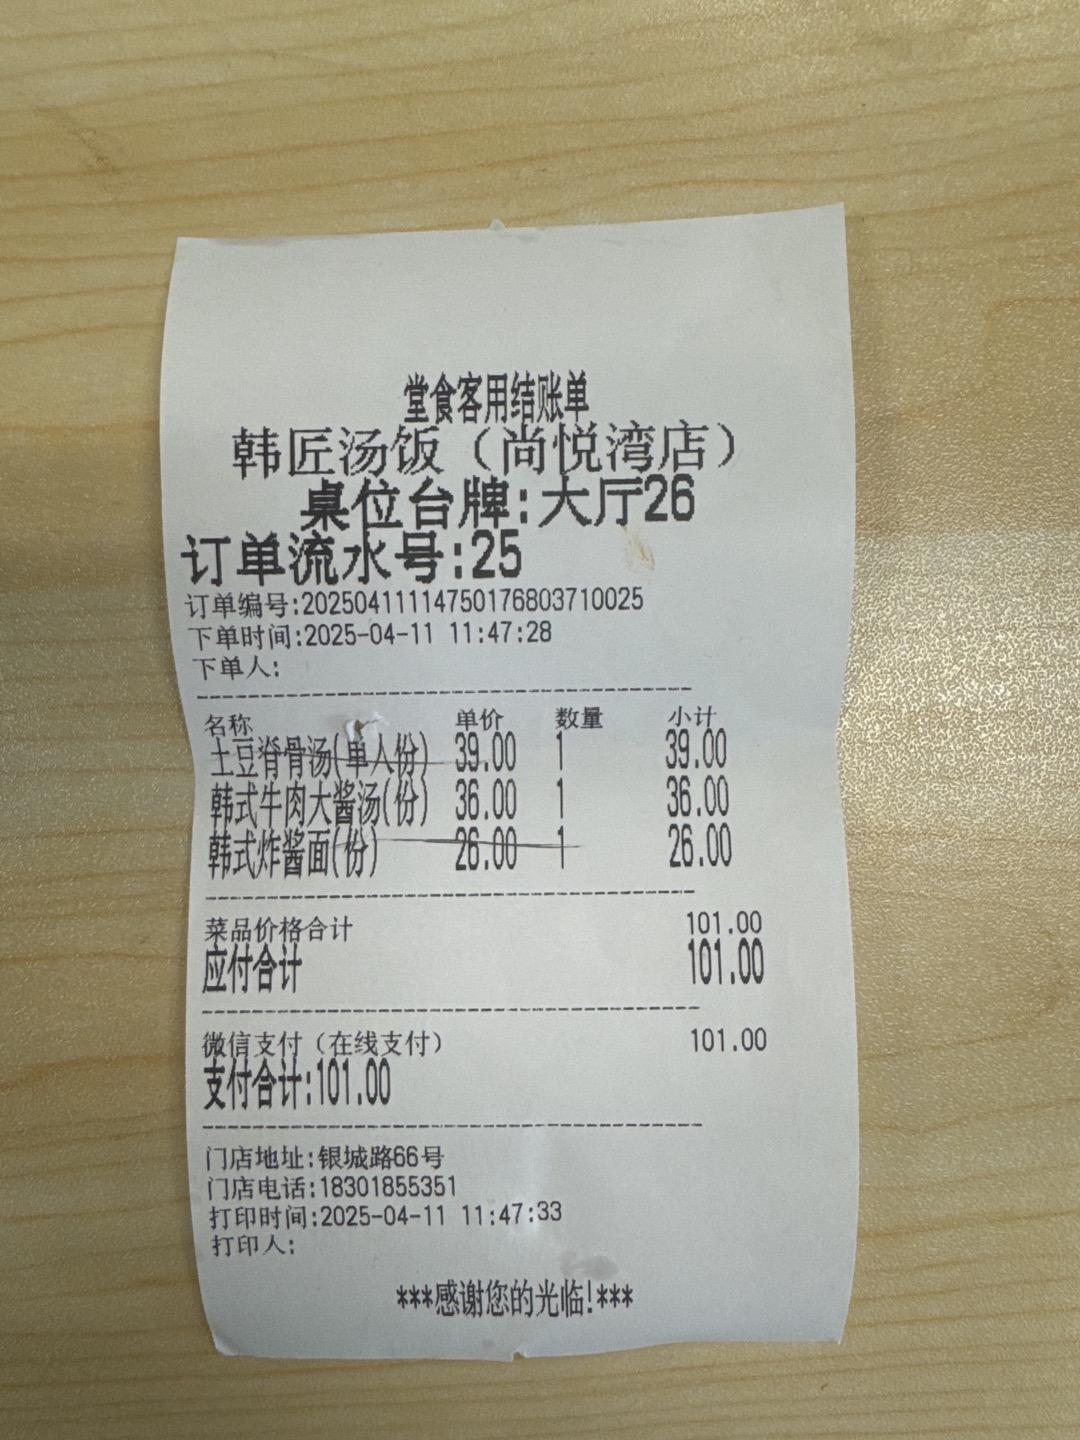 堂食客用结账单
韩匠汤饭（尚悦湾店）
桌位台牌:大厅26
订单流水号:25
订单编号:2025041111475017680371​0025
下单时间:2025-04-11 11:47:28
下单人:
名称 单价 数量 小计
土豆脊骨汤(单人份) 39.00 1 39.00
韩式牛肉大酱汤(份) 36.00 1 36.00
韩式炸酱面(份) 26.00 1 26.00
菜品价格合计 101.00
应付合计 101.00
微信支付（在线支付） 101.00
支付合计:101.00
门店地址:银城路66号
门店电话:18301855351
打印时间:2025-04-11 11:47:33
打印人:
***感谢您的光临!***